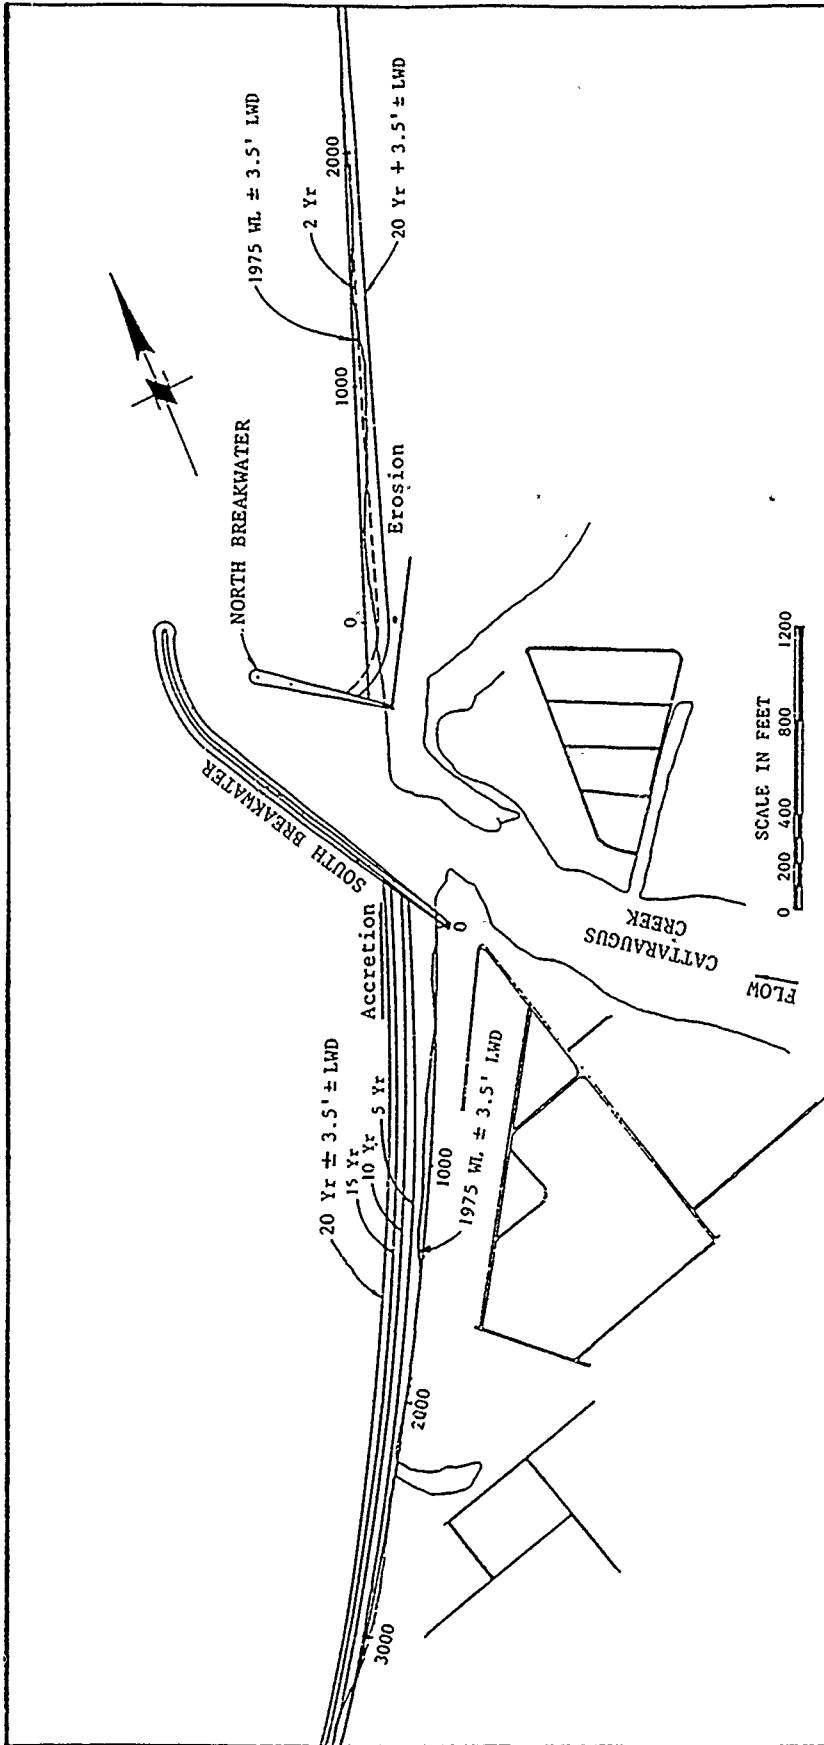 1975 WL ± 3.5' LWD
2 Yr
20 Yr + 3.5' ± LWD
2000
1000
0
Erosion
NORTH BREAKWATER
SOUTH BREAKWATER
Accretion
20 Yr ± 3.5' ± LWD
15 Yr
10 Yr
5 Yr
1975 WL ± 3.5' LWD
0
1000
2000
3000
CATTARAUGUS
CREEK
FLOW
SCALE IN FEET
0 200 400 800 1200